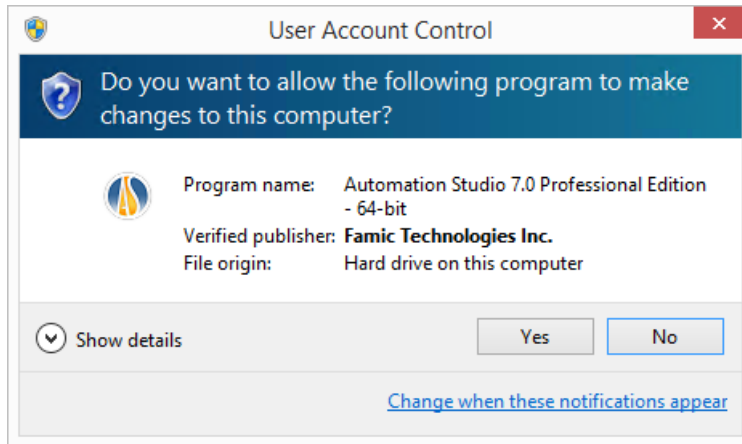 User Account Control
Do you want to allow the following program to make
changes to this computer?
Program name: Automation Studio 7.0 Professional Edition
- 64-bit
Verified publisher: Famic Technologies Inc.
File origin: Hard drive on this computer
Show details Yes No
Change when these notifications appear